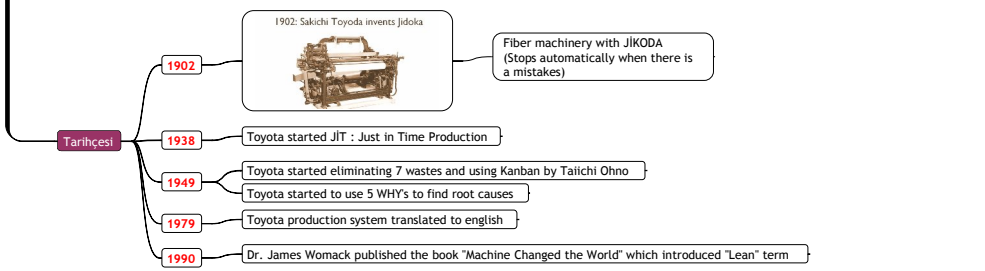 Tarihçesi
1902
1902: Sakichi Toyoda invents Jidoka
Fiber machinery with JİKODA
(Stops automatically when there is
a mistakes)
1938
Toyota started JİT : Just in Time Production
1949
Toyota started eliminating 7 wastes and using Kanban by Taiichi Ohno
Toyota started to use 5 WHY's to find root causes
1979
Toyota production system translated to english
1990
Dr. James Womack published the book "Machine Changed the World" which introduced "Lean" term